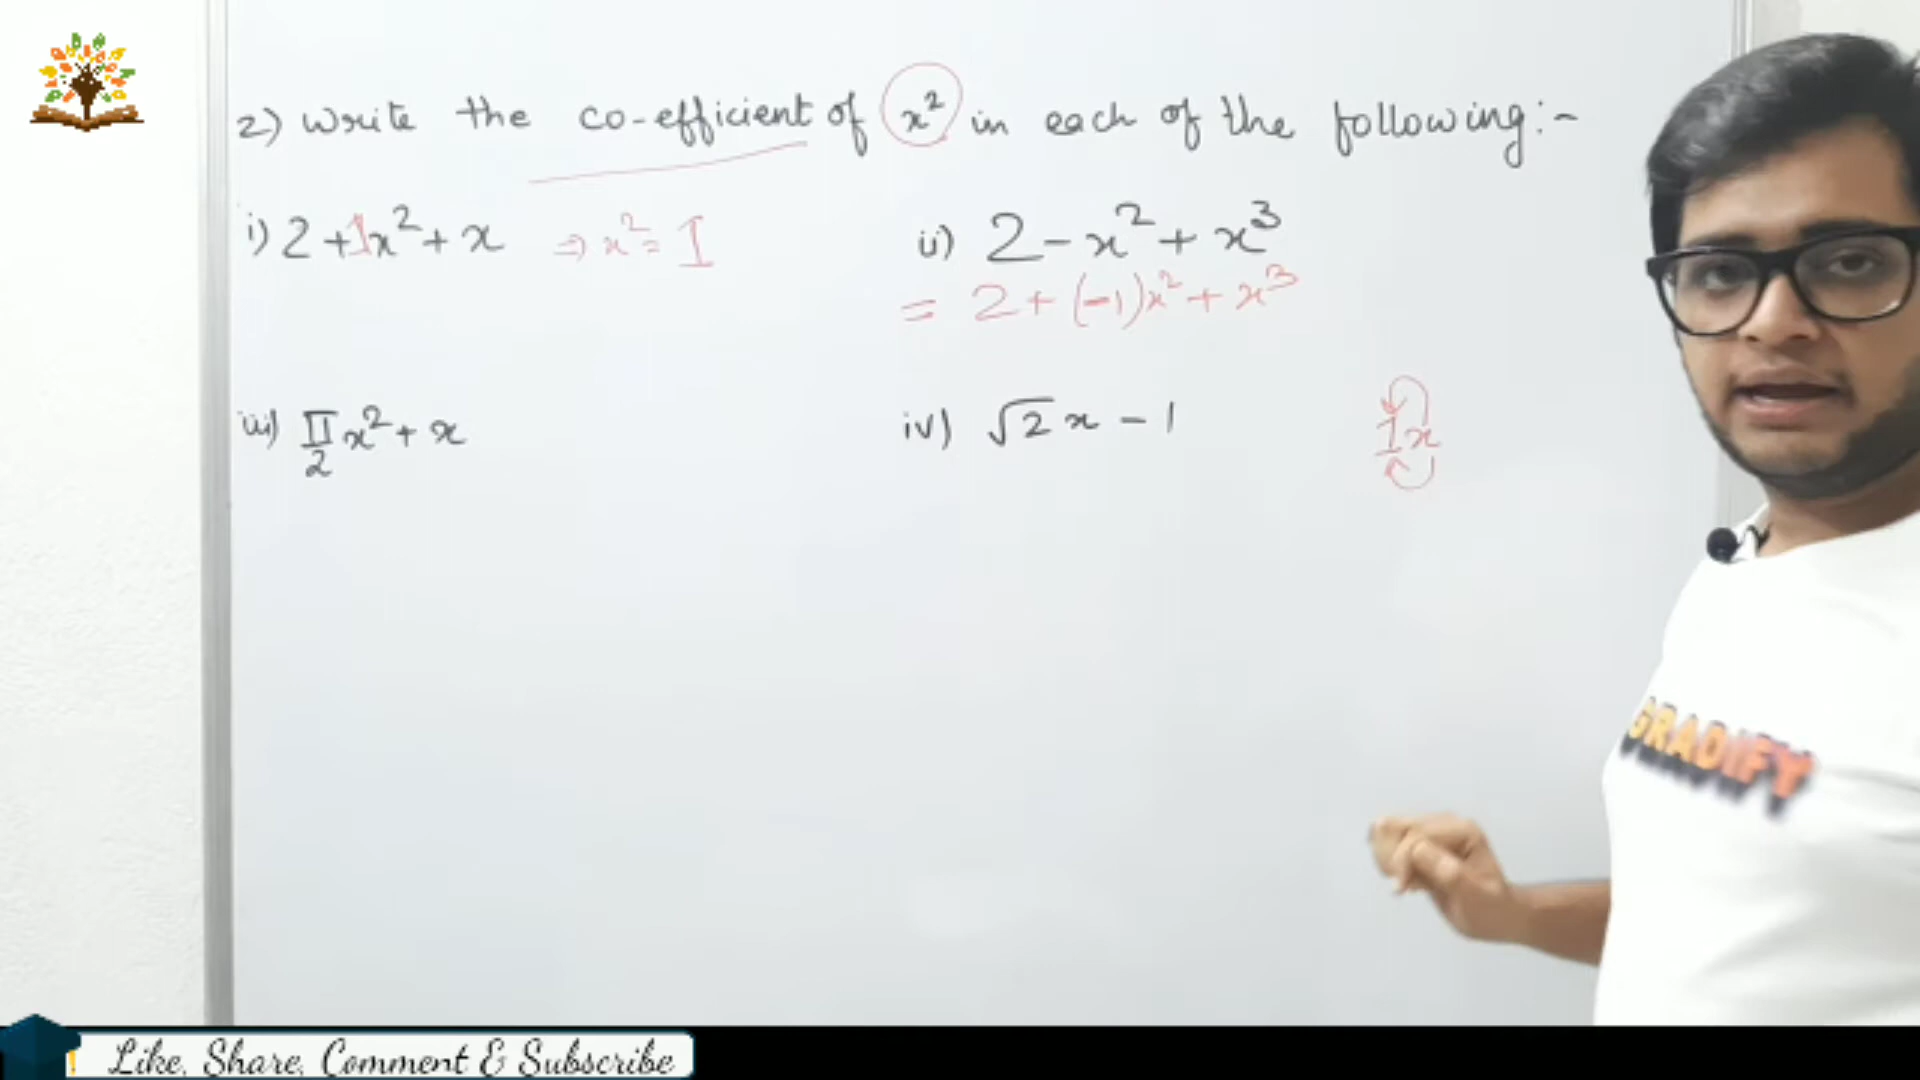 2) Write the co-efficient of x² in each of the following:-
i) 2+1x²+x ⇒ x² = 1
ii) 2-x²+x³
= 2+(-1)x²+x³
iii) π/2 x²+x
iv) √2x-1
1x
GRADIFY
Like, Share, Comment & Subscribe